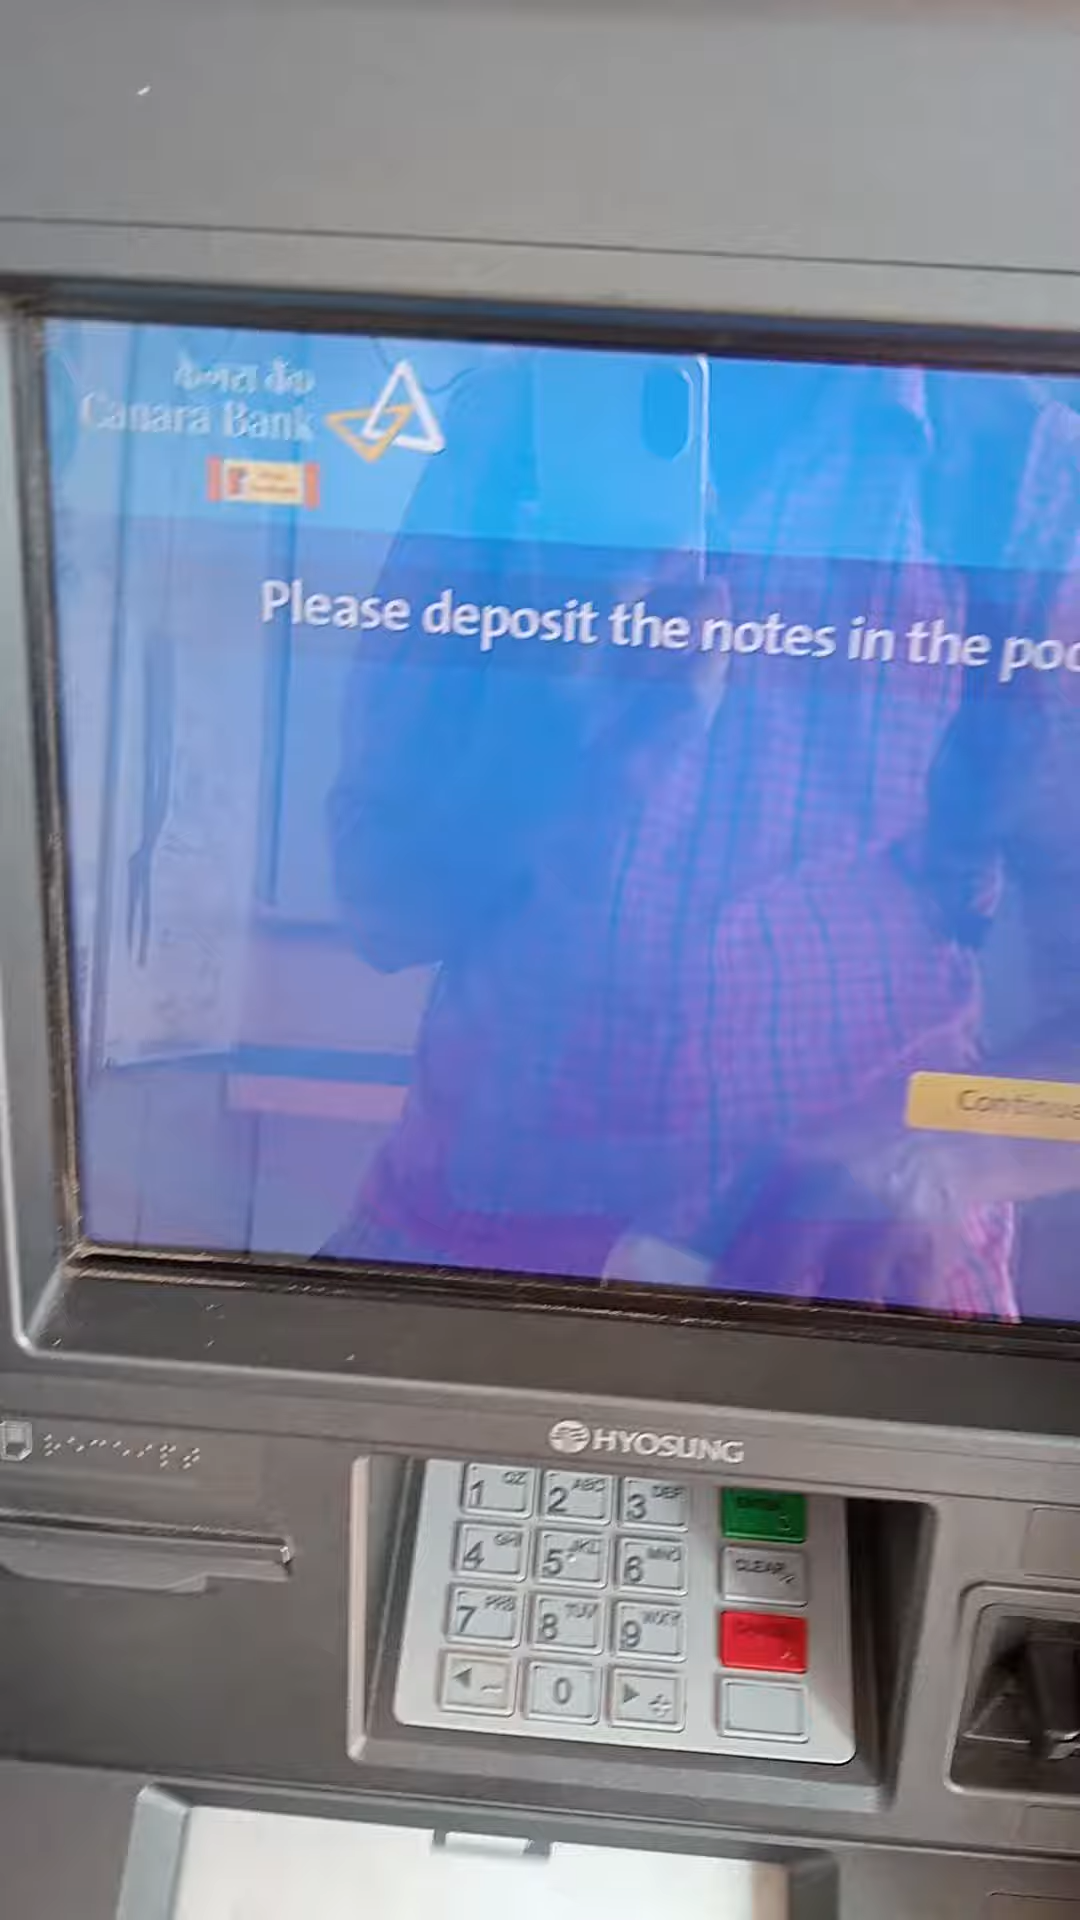 केनरा बैंक
Canara Bank
Please deposit the notes in the poc
Continue
HYOSUNG
1 QZ 2 ABC 3 DEF
4 GHI 5 JKL 6 MNO CLEAR
7 PRS 8 TUV 9 WXY
0